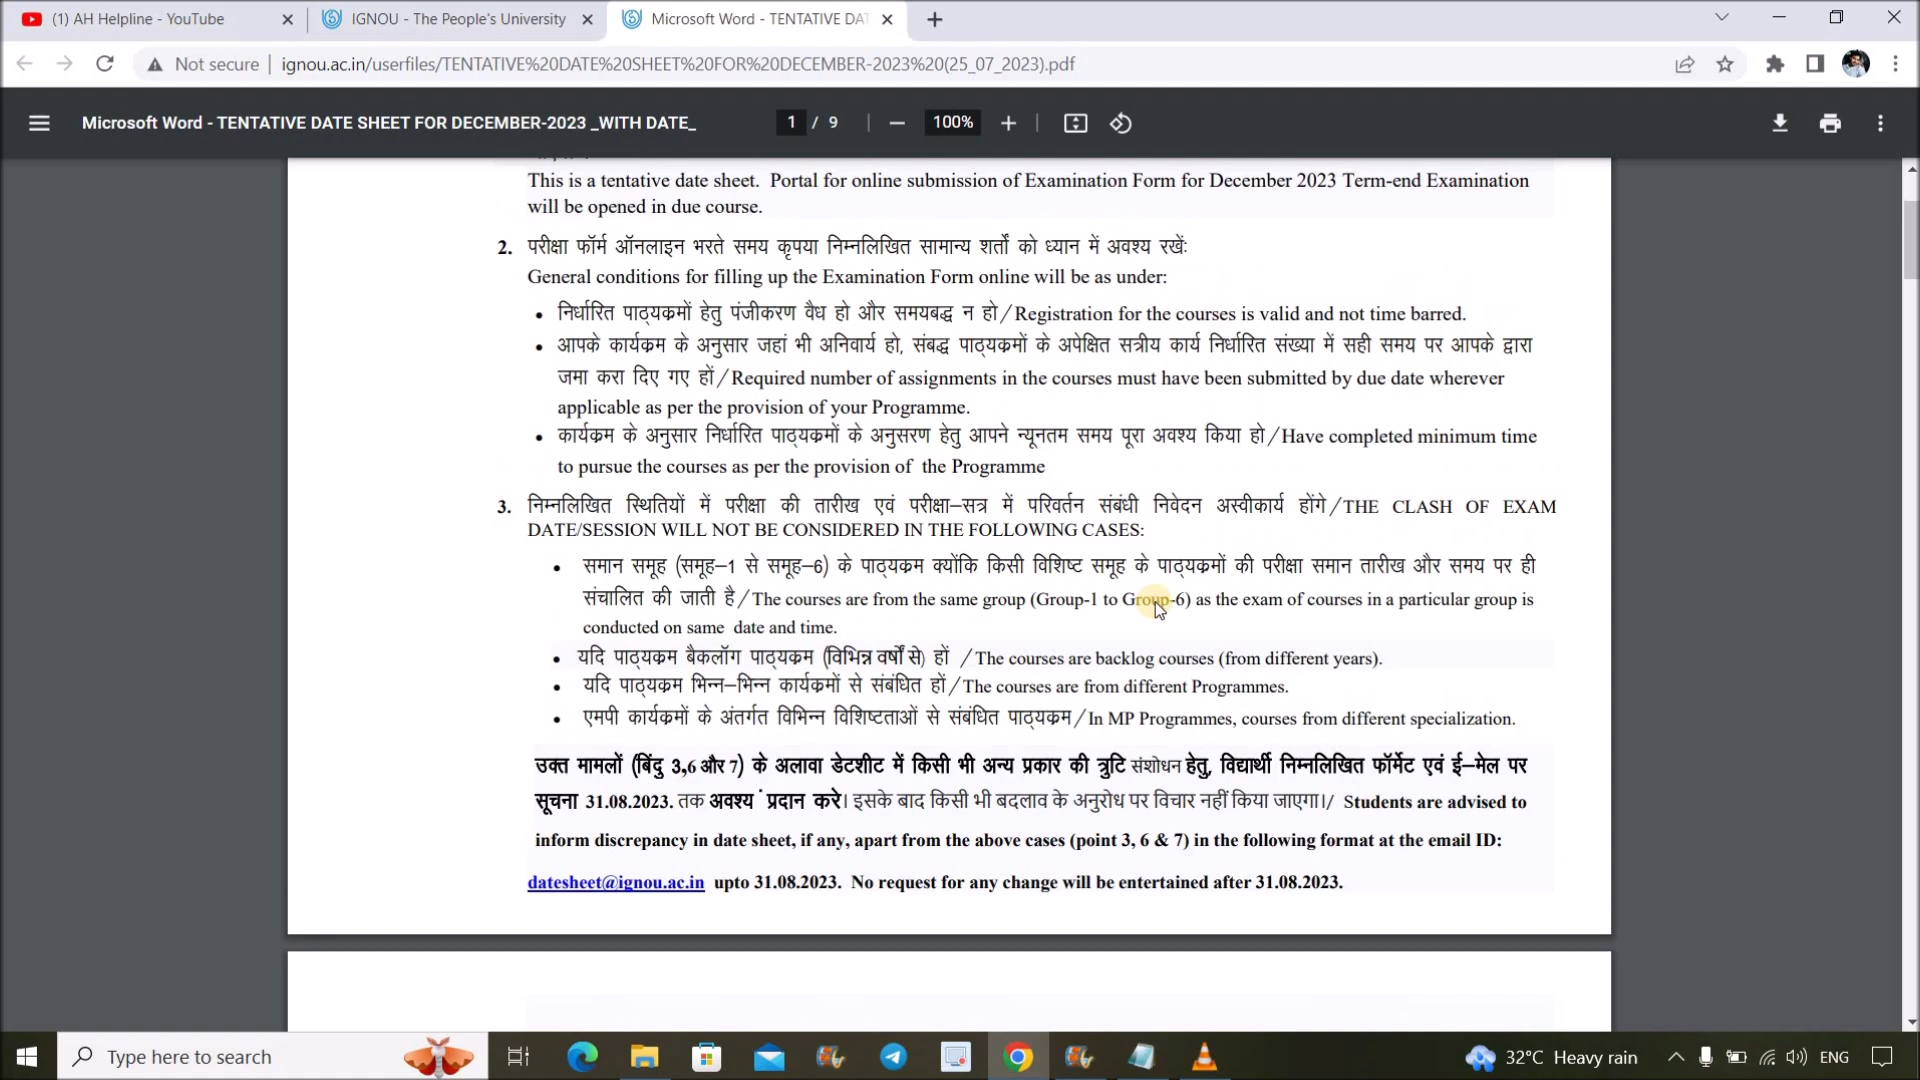 (1) AH Helpline - YouTube
IGNOU - The People's University
Microsoft Word - TENTATIVE DAT
Not secure
ignou.ac.in/userfiles/TENTATIVE%20DATE%20SHEET%20FOR%20DECEMBER-2023%20(25_07_2023).pdf
Microsoft Word - TENTATIVE DATE SHEET FOR DECEMBER-2023 _WITH DATE_
1 / 9
100%
This is a tentative date sheet. Portal for online submission of Examination Form for December 2023 Term-end Examination
will be opened in due course.
2. परीक्षा फॉर्म ऑनलाइन भरते समय कृपया निम्नलिखित सामान्य शर्तों को ध्यान में अवश्य रखें:
General conditions for filling up the Examination Form online will be as under:
• निर्धारित पाठ्यक्रमों हेतु पंजीकरण वैध हो और समयबद्ध न हो/Registration for the courses is valid and not time barred.
• आपके कार्यक्रम के अनुसार जहां भी अनिवार्य हो, संबद्ध पाठ्यक्रमों के अपेक्षित सत्रीय कार्य निर्धारित संख्या में सही समय पर आपके द्वारा
जमा करा दिए गए हों/Required number of assignments in the courses must have been submitted by due date wherever
applicable as per the provision of your Programme.
• कार्यक्रम के अनुसार निर्धारित पाठ्यक्रमों के अनुसरण हेतु आपने न्यूनतम समय पूरा अवश्य किया हो/Have completed minimum time
to pursue the courses as per the provision of the Programme
3. निम्नलिखित स्थितियों में परीक्षा की तारीख एवं परीक्षा–सत्र में परिवर्तन संबंधी निवेदन अस्वीकार्य होंगे/THE CLASH OF EXAM
DATE/SESSION WILL NOT BE CONSIDERED IN THE FOLLOWING CASES:
• समान समूह (समूह–1 से समूह–6) के पाठ्यक्रम क्योंकि किसी विशिष्ट समूह के पाठ्यक्रमों की परीक्षा समान तारीख और समय पर ही
संचालित की जाती है/The courses are from the same group (Group-1 to Group-6) as the exam of courses in a particular group is
conducted on same date and time.
• यदि पाठ्यक्रम बैकलॉग पाठ्यक्रम (विभिन्न वर्षों से) हों /The courses are backlog courses (from different years).
• यदि पाठ्यक्रम भिन्न–भिन्न कार्यक्रमों से संबंधित हों/The courses are from different Programmes.
• एमपी कार्यक्रमों के अंतर्गत विभिन्न विशिष्टताओं से संबंधित पाठ्यक्रम/In MP Programmes, courses from different specialization.
उक्त मामलों (बिंदु 3,6 और 7) के अलावा डेटशीट में किसी भी अन्य प्रकार की त्रुटि संशोधन हेतु, विद्यार्थी निम्नलिखित फॉर्मेट एवं ई–मेल पर
सूचना 31.08.2023. तक अवश्यं प्रदान करे। इसके बाद किसी भी बदलाव के अनुरोध पर विचार नहीं किया जाएगा।/ Students are advised to
inform discrepancy in date sheet, if any, apart from the above cases (point 3, 6 & 7) in the following format at the email ID:
datesheet@ignou.ac.in upto 31.08.2023. No request for any change will be entertained after 31.08.2023.
Type here to search
32°C Heavy rain
ENG